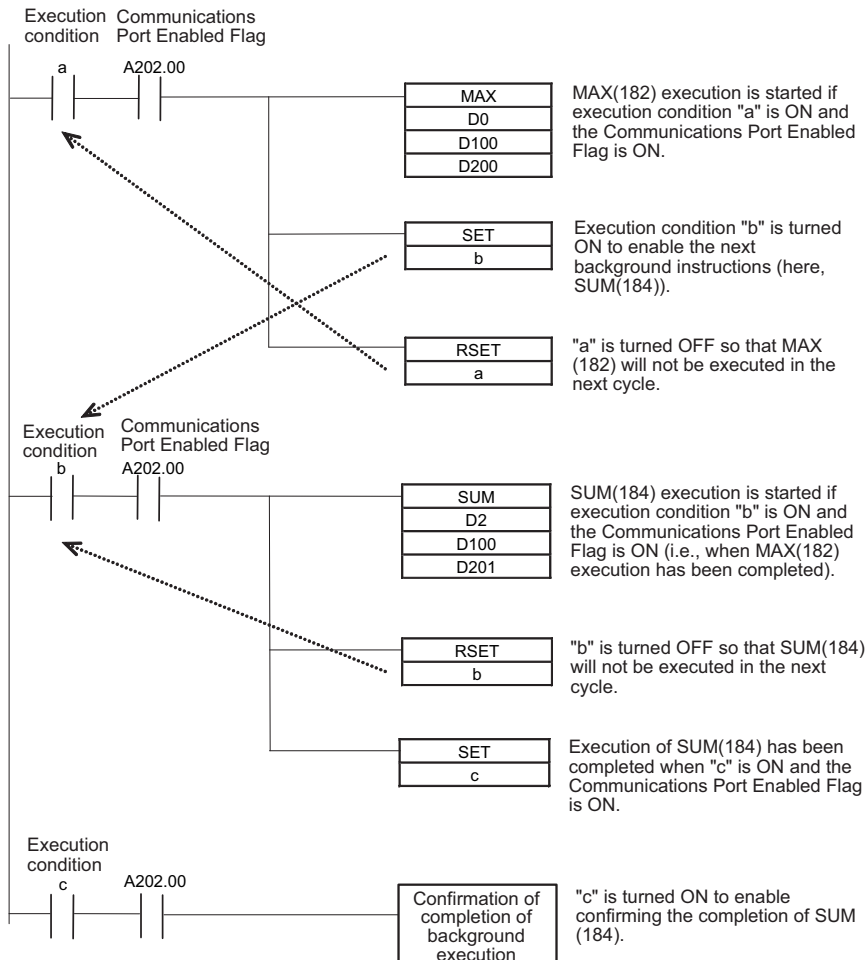 Execution condition
Communications Port Enabled Flag
a
A202.00
MAX
D0
D100
D200
MAX(182) execution is started if
execution condition "a" is ON and
the Communications Port Enabled
Flag is ON.
SET
b
Execution condition "b" is turned
ON to enable the next
background instructions (here,
SUM(184)).
RSET
a
"a" is turned OFF so that MAX
(182) will not be executed in the
next cycle.
Execution
condition
Communications
Port Enabled Flag
b
A202.00
SUM
D2
D100
D201
SUM(184) execution is started if
execution condition "b" is ON and
the Communications Port Enabled
Flag is ON (i.e., when MAX(182)
execution has been completed).
RSET
b
"b" is turned OFF so that SUM(184)
will not be executed in the next
cycle.
SET
c
Execution of SUM(184) has been
completed when "c" is ON and the
Communications Port Enabled Flag
is ON.
Execution
condition
c
A202.00
Confirmation of
completion of
background
execution
"c" is turned ON to enable
confirming the completion of SUM
(184).